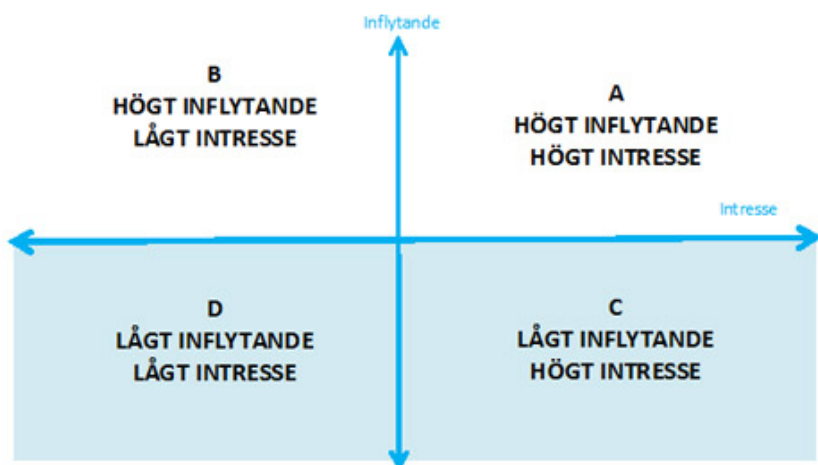 Inflytande
B
HÖGT INFLYTANDE
LÅGT INTRESSE
A
HÖGT INFLYTANDE
HÖGT INTRESSE
Intresse
D
LÅGT INFLYTANDE
LÅGT INTRESSE
C
LÅGT INFLYTANDE
HÖGT INTRESSE